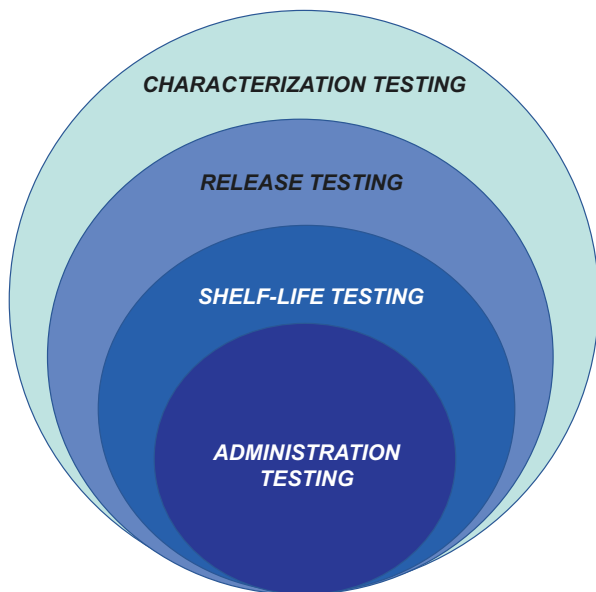 CHARACTERIZATION TESTING
RELEASE TESTING
SHELF-LIFE TESTING
ADMINISTRATION
TESTING